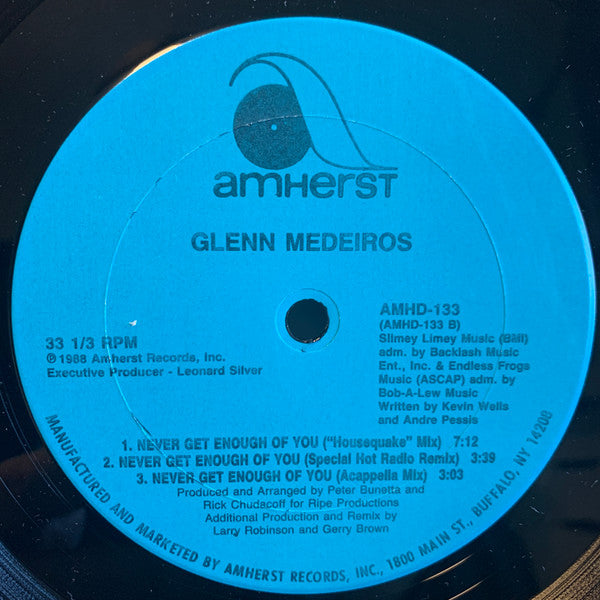 amherst
GLENN MEDEIROS
33 1/3 RPM
℗ 1988 Amherst Records, Inc.
Executive Producer - Leonard Silver
AMHD-133
(AMHD-133 B)
Slimey Limey Music (BMI)
adm. by Backlash Music
Ent., Inc. & Endless Frogs
Music (ASCAP) adm. by
Bob-A-Lew Music
Written by Kevin Wells
and Andre Pessis
1. NEVER GET ENOUGH OF YOU ("Housequake" Mix) 7:12
2. NEVER GET ENOUGH OF YOU (Special Hot Radio Remix) 3:39
3. NEVER GET ENOUGH OF YOU (Acappella Mix) 3:03
Produced and Arranged by Peter Bunetta and
Rick Chudacoff for Ripe Productions
Additional Production and Remix by
Larry Robinson and Gerry Brown
MANUFACTURED AND MARKETED BY AMHERST RECORDS, INC., 1800 MAIN ST., BUFFALO, NY 14208